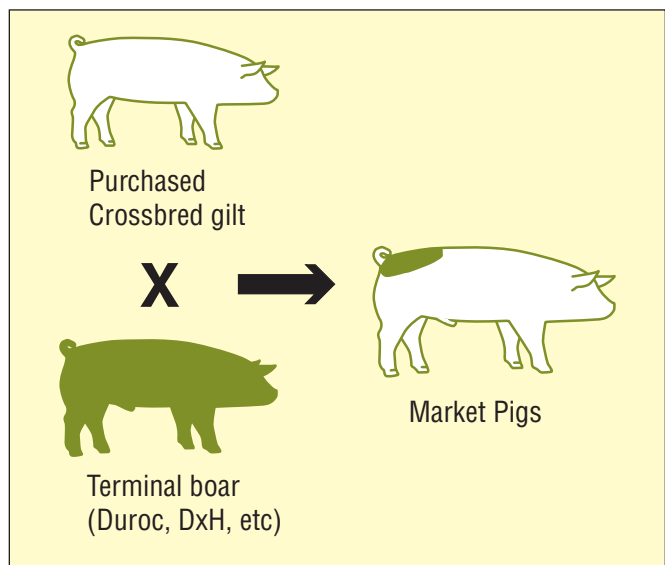 Purchased
Crossbred gilt
X
Terminal boar
(Duroc, DxH, etc)
Market Pigs